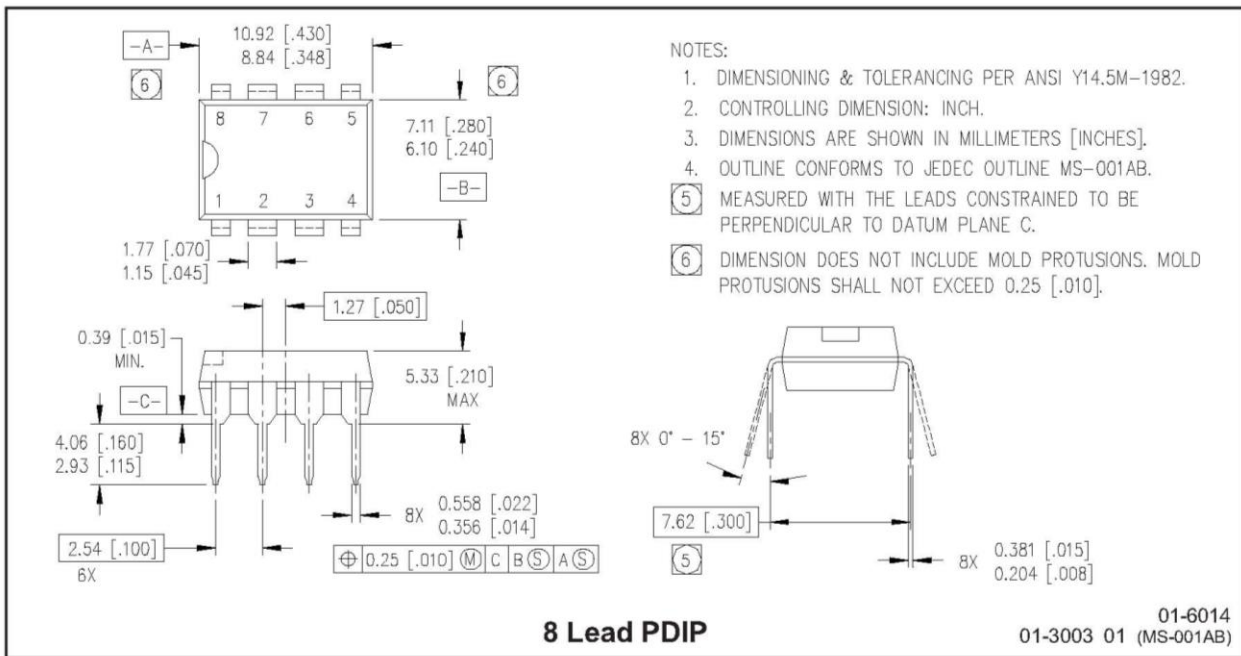 10.92 [.430]
8.84 [.348]
-A-
6
6
8 7 6 5
7.11 [.280]
6.10 [.240]
-B-
1 2 3 4
1.77 [.070]
1.15 [.045]
1.27 [.050]
0.39 [.015]
MIN.
-C-
5.33 [.210]
MAX
4.06 [.160]
2.93 [.115]
8X 0.558 [.022]
0.356 [.014]
2.54 [.100]
6X
⌖ 0.25 [.010] Ⓜ C B Ⓢ A Ⓢ
NOTES:
1. DIMENSIONING & TOLERANCING PER ANSI Y14.5M-1982.
2. CONTROLLING DIMENSION: INCH.
3. DIMENSIONS ARE SHOWN IN MILLIMETERS [INCHES].
4. OUTLINE CONFORMS TO JEDEC OUTLINE MS-001AB.
5 MEASURED WITH THE LEADS CONSTRAINED TO BE
PERPENDICULAR TO DATUM PLANE C.
6 DIMENSION DOES NOT INCLUDE MOLD PROTUSIONS. MOLD
PROTUSIONS SHALL NOT EXCEED 0.25 [.010].
8X 0° - 15°
7.62 [.300]
5
8X 0.381 [.015]
0.204 [.008]
8 Lead PDIP
01-6014
01-3003 01 (MS-001AB)